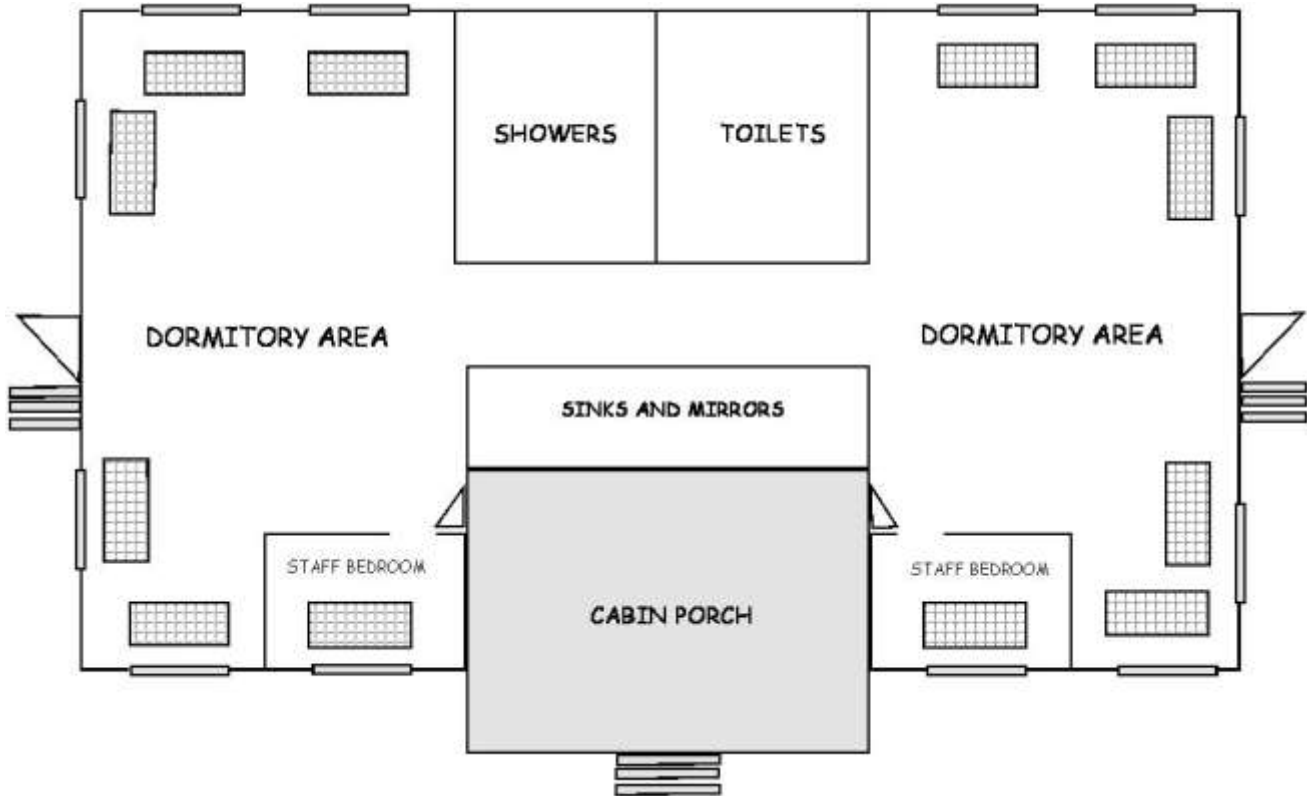 SHOWERS
TOILETS
DORMITORY AREA
DORMITORY AREA
SINKS AND MIRRORS
STAFF BEDROOM
STAFF BEDROOM
CABIN PORCH